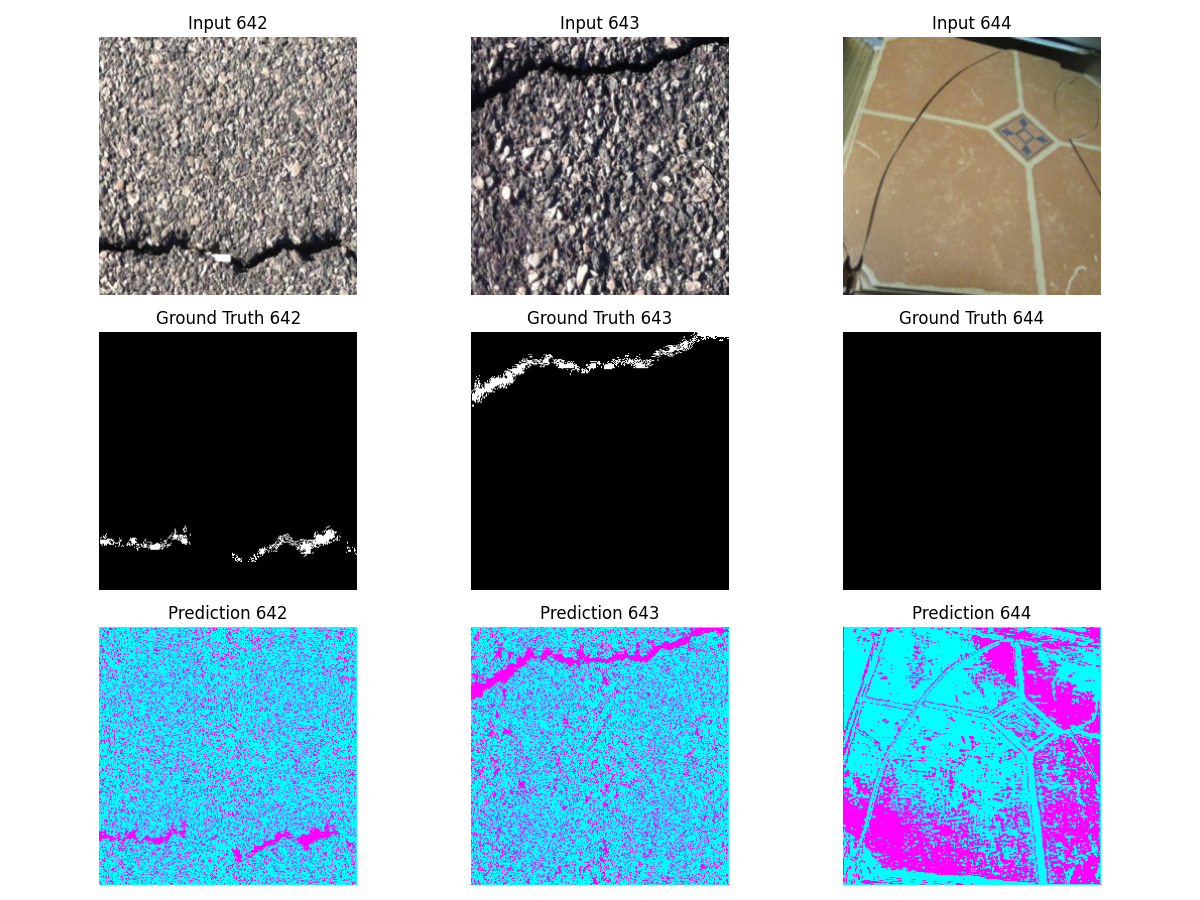 Input 642
Input 643
Input 644
Ground Truth 642
Ground Truth 643
Ground Truth 644
Prediction 642
Prediction 643
Prediction 644